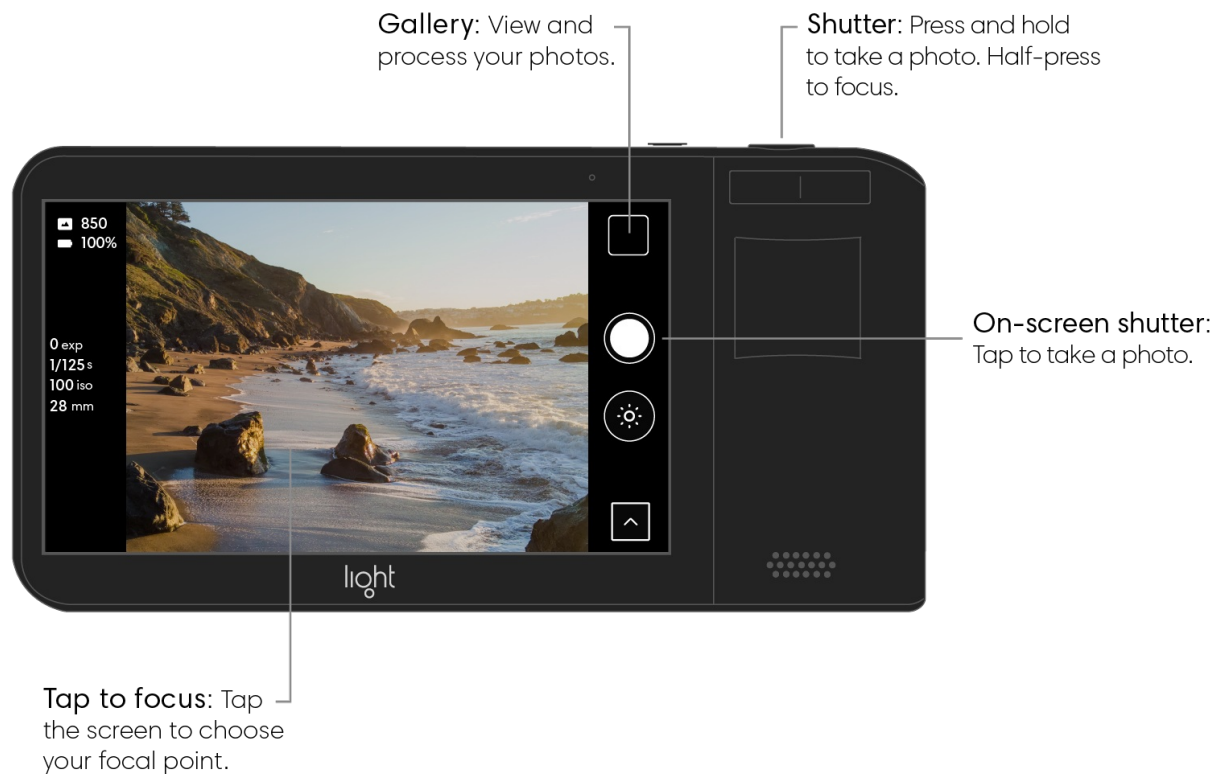 Gallery: View and
process your photos.
Shutter: Press and hold
to take a photo. Half-press
to focus.
850
100%
0 exp
1/125 s
100 iso
28 mm
On-screen shutter:
Tap to take a photo.
light
Tap to focus: Tap
the screen to choose
your focal point.